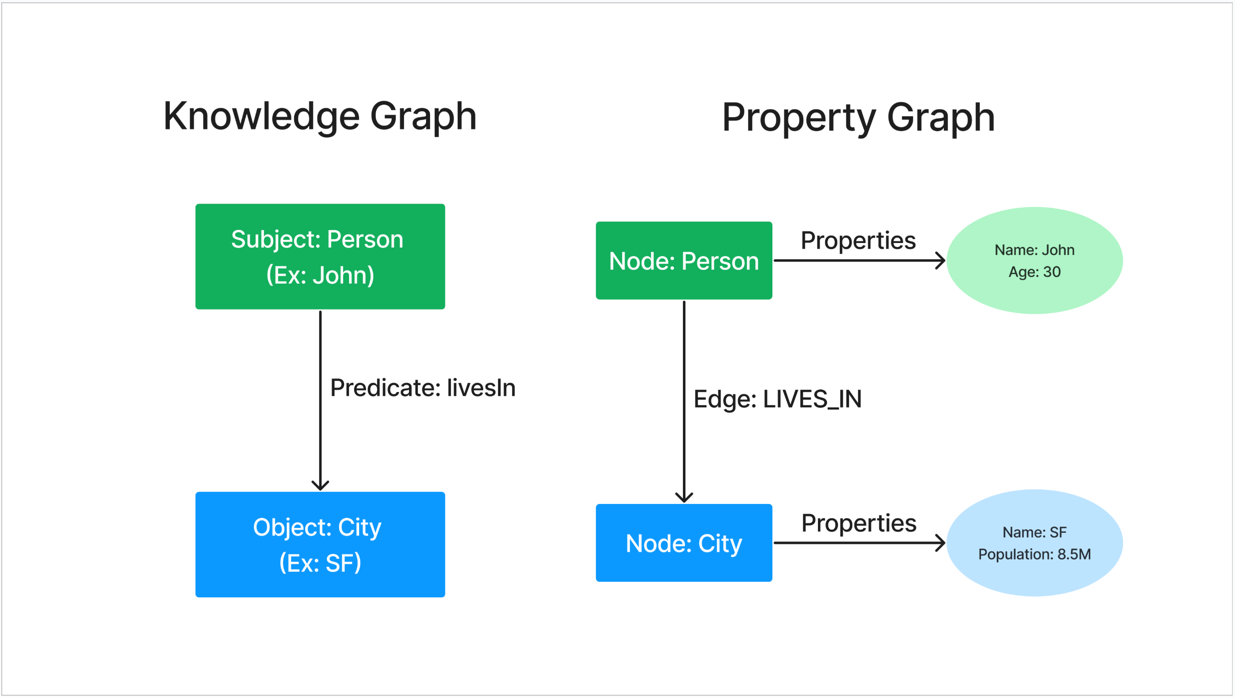 Knowledge Graph
Subject: Person
(Ex: John)
Predicate: livesIn
Object: City
(Ex: SF)
Property Graph
Node: Person
Properties
Name: John
Age: 30
Edge: LIVES_IN
Node: City
Properties
Name: SF
Population: 8.5M